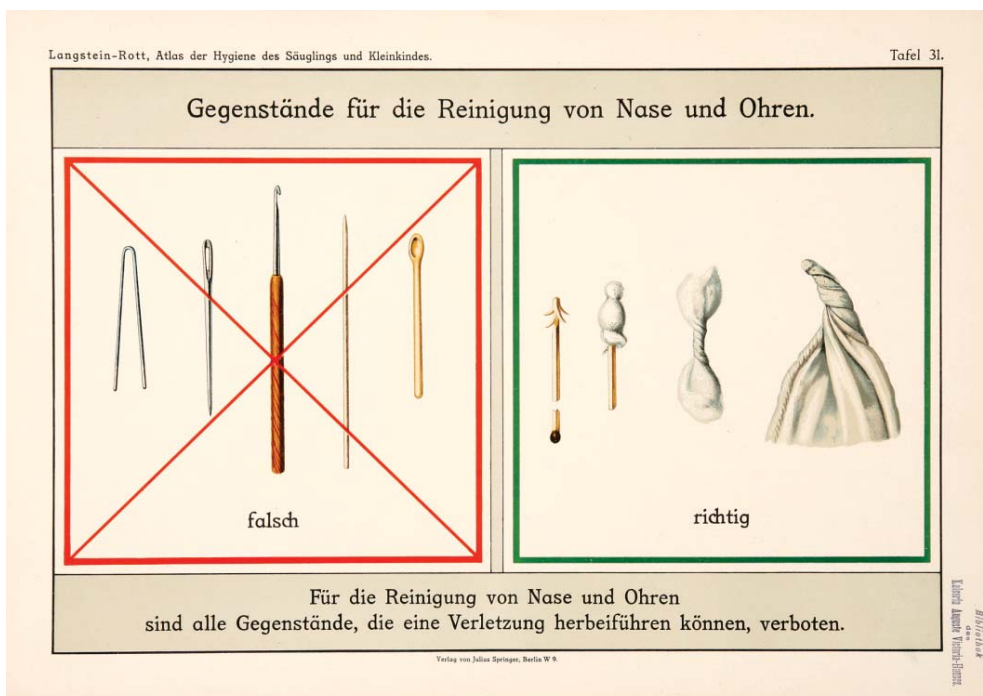 Langstein-Rott, Atlas der Hygiene des Säuglings und Kleinkindes.
Tafel 31.
Gegenstände für die Reinigung von Nase und Ohren.
falsch
richtig
Für die Reinigung von Nase und Ohren
sind alle Gegenstände, die eine Verletzung herbeiführen können, verboten.
Verlag von Julius Springer, Berlin W 9.
Bibliothek
des
Kaiserin Auguste Victoria-Hauses.